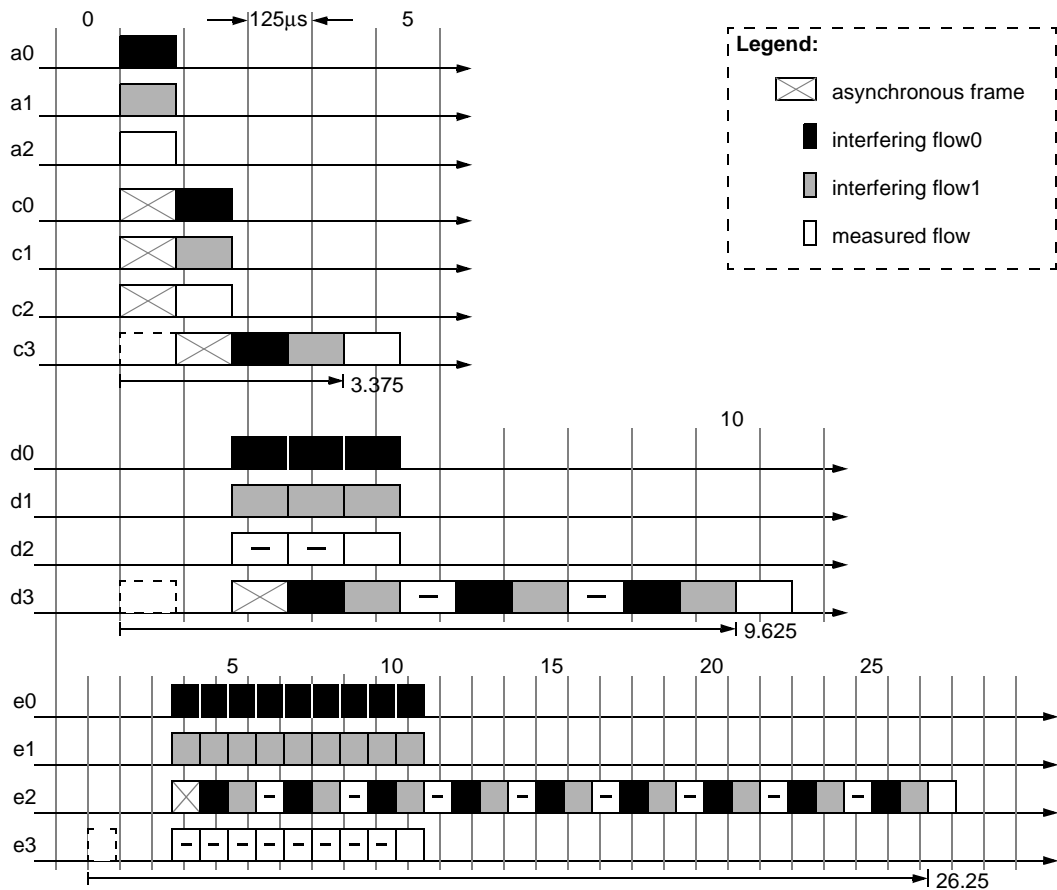 0 125μs 5
a0
a1
a2
c0
c1
c2
c3
3.375
Legend:
asynchronous frame
interfering flow0
interfering flow1
measured flow
10
d0
d1
d2
d3
9.625
5 10 15 20 25
e0
e1
e2
e3
26.25